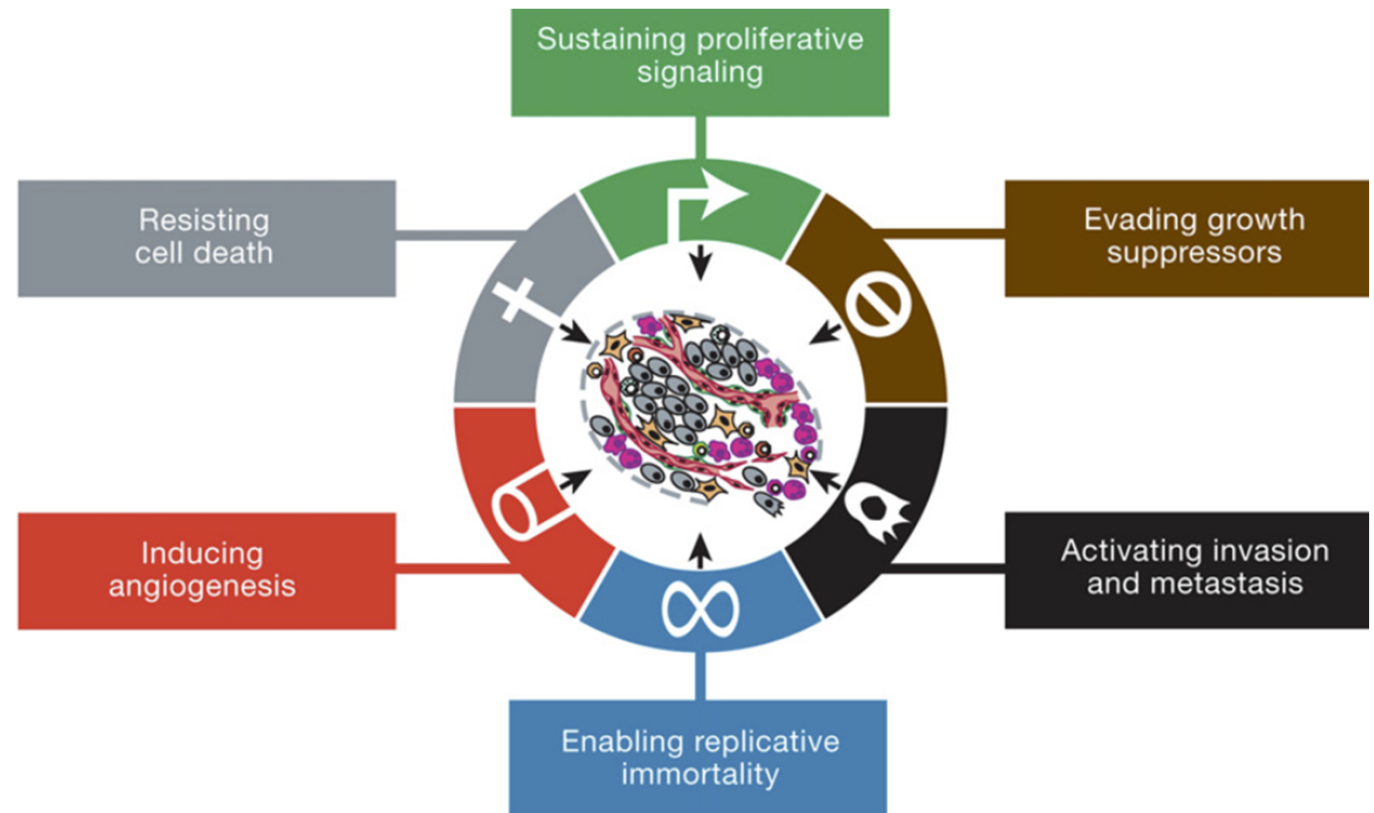 Sustaining proliferative
signaling
Resisting
cell death
Evading growth
suppressors
Inducing
angiogenesis
Activating invasion
and metastasis
Enabling replicative
immortality